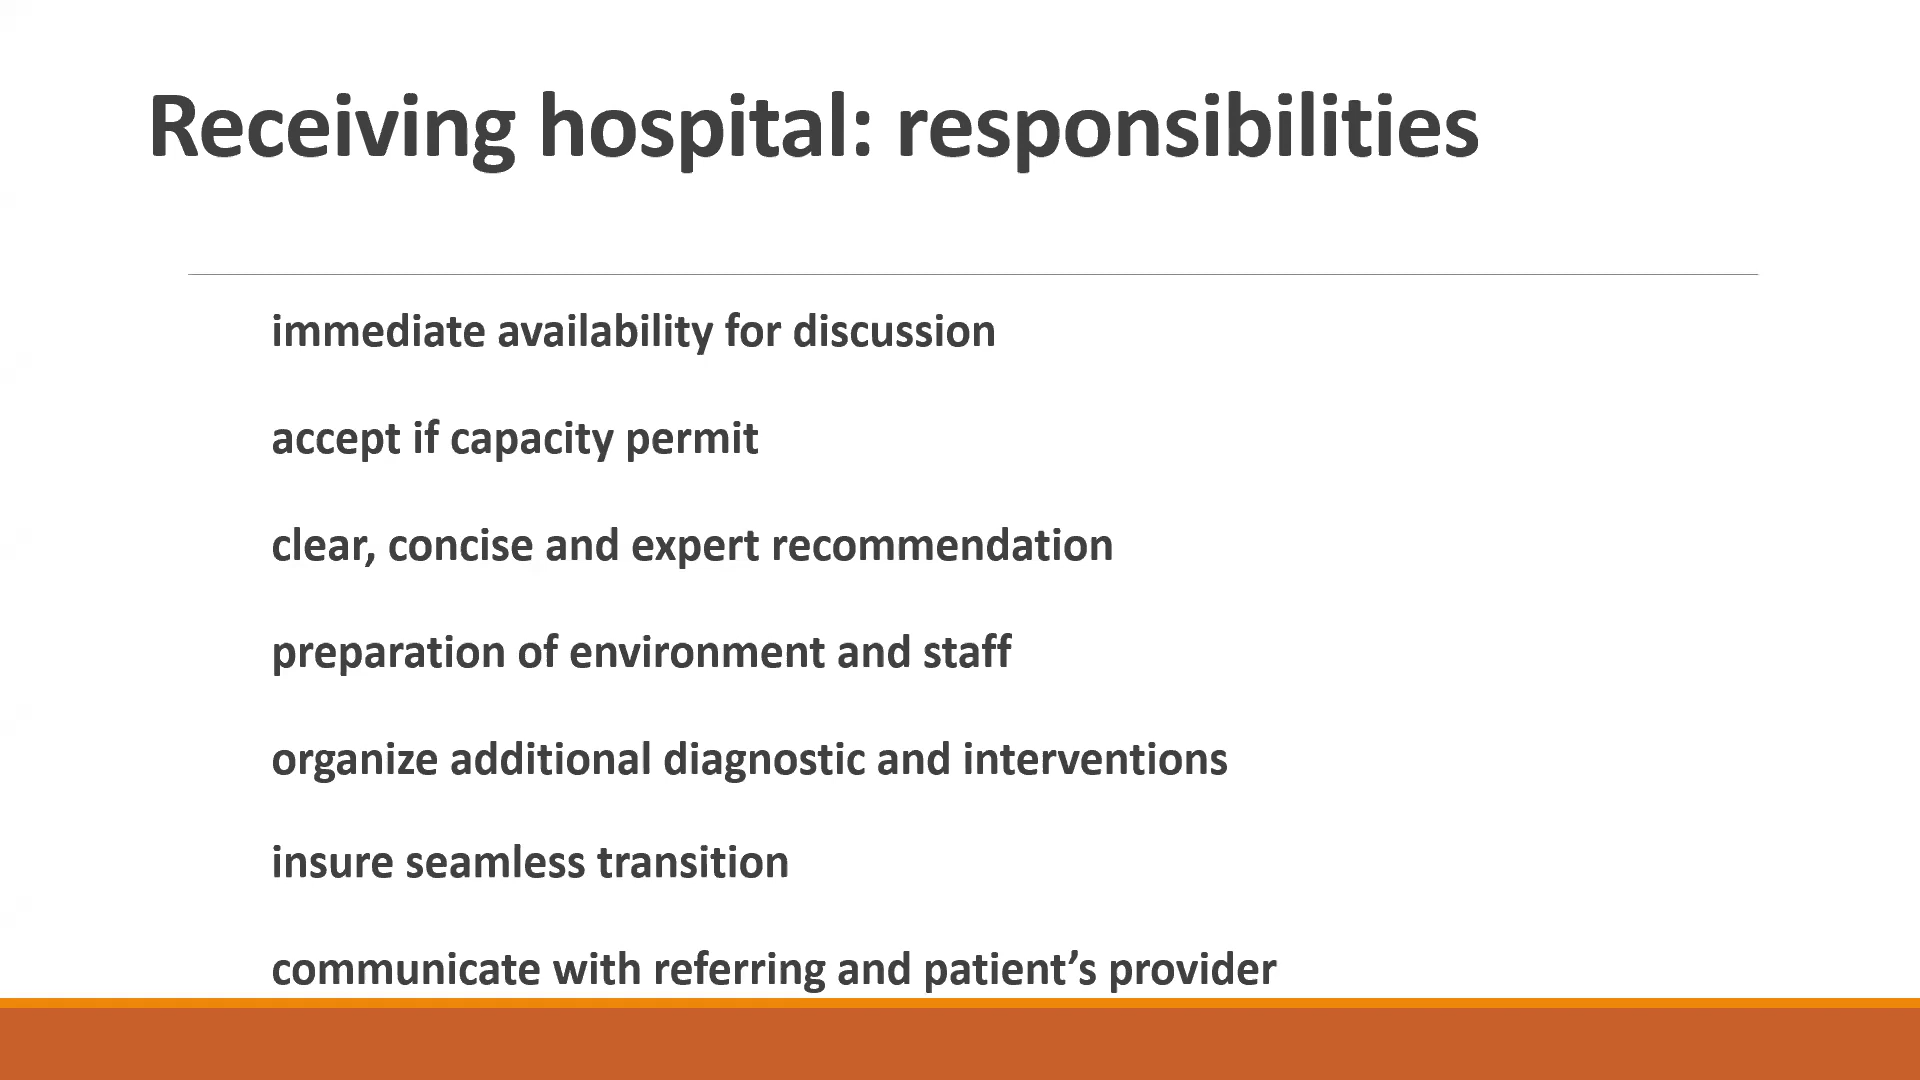 Receiving hospital: responsibilities
immediate availability for discussion
accept if capacity permit
clear, concise and expert recommendation
preparation of environment and staff
organize additional diagnostic and interventions
insure seamless transition
communicate with referring and patient’s provider